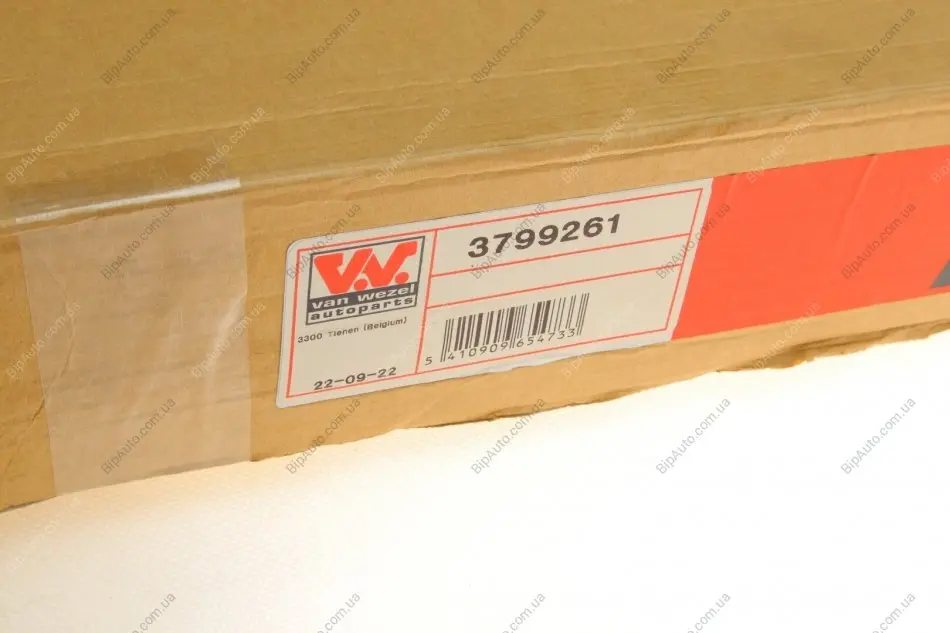 3799261
V.W.
van wezel
autoparts
3300 Tienen (Belgium)
22-09-22
5 410909 654733
BipAuto.com.ua